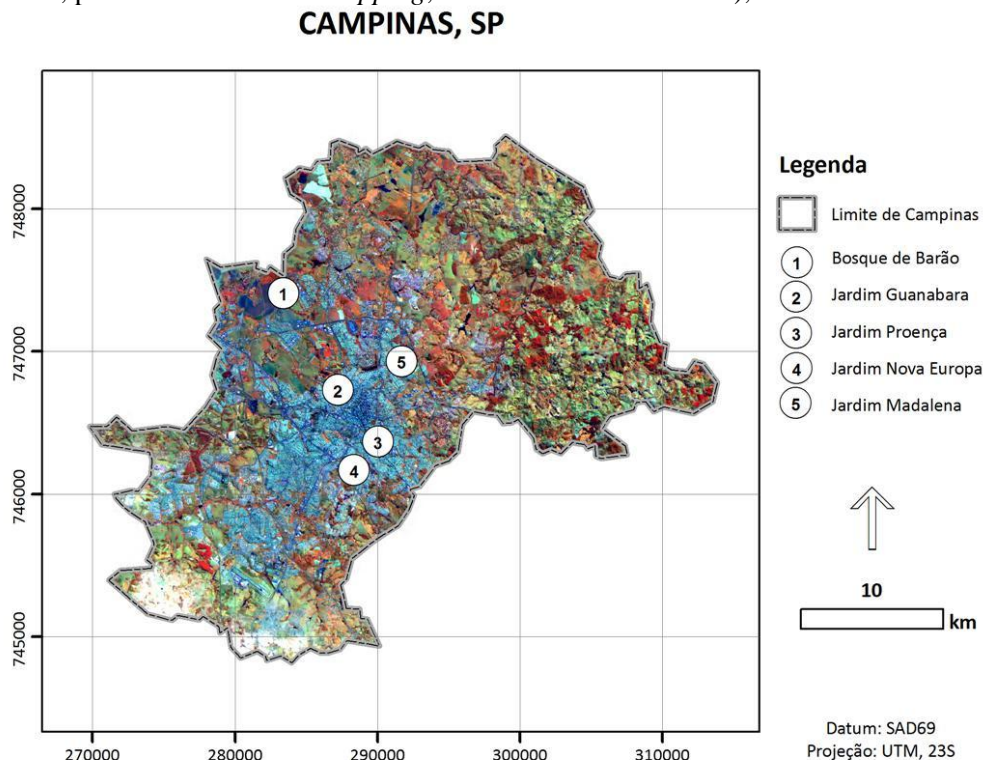 CAMPINAS, SP
748000
747000
746000
745000
270000 280000 290000 300000 310000
1
2
3
4
5
Legenda
Limite de Campinas
1 Bosque de Barão
2 Jardim Guanabara
3 Jardim Proença
4 Jardim Nova Europa
5 Jardim Madalena
10
km
Datum: SAD69
Projeção: UTM, 23S